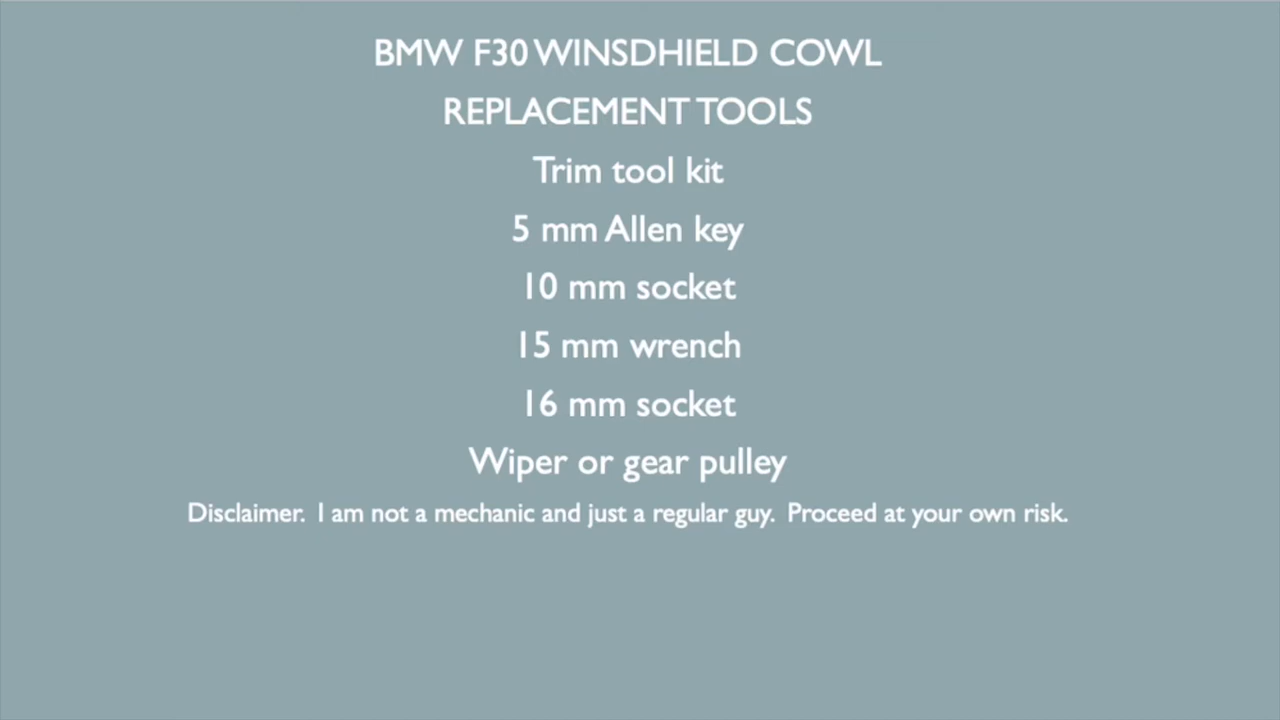 BMW F30 WINSDHIELD COWL
REPLACEMENT TOOLS
Trim tool kit
5 mm Allen key
10 mm socket
15 mm wrench
16 mm socket
Wiper or gear pulley
Disclaimer. I am not a mechanic and just a regular guy. Proceed at your own risk.